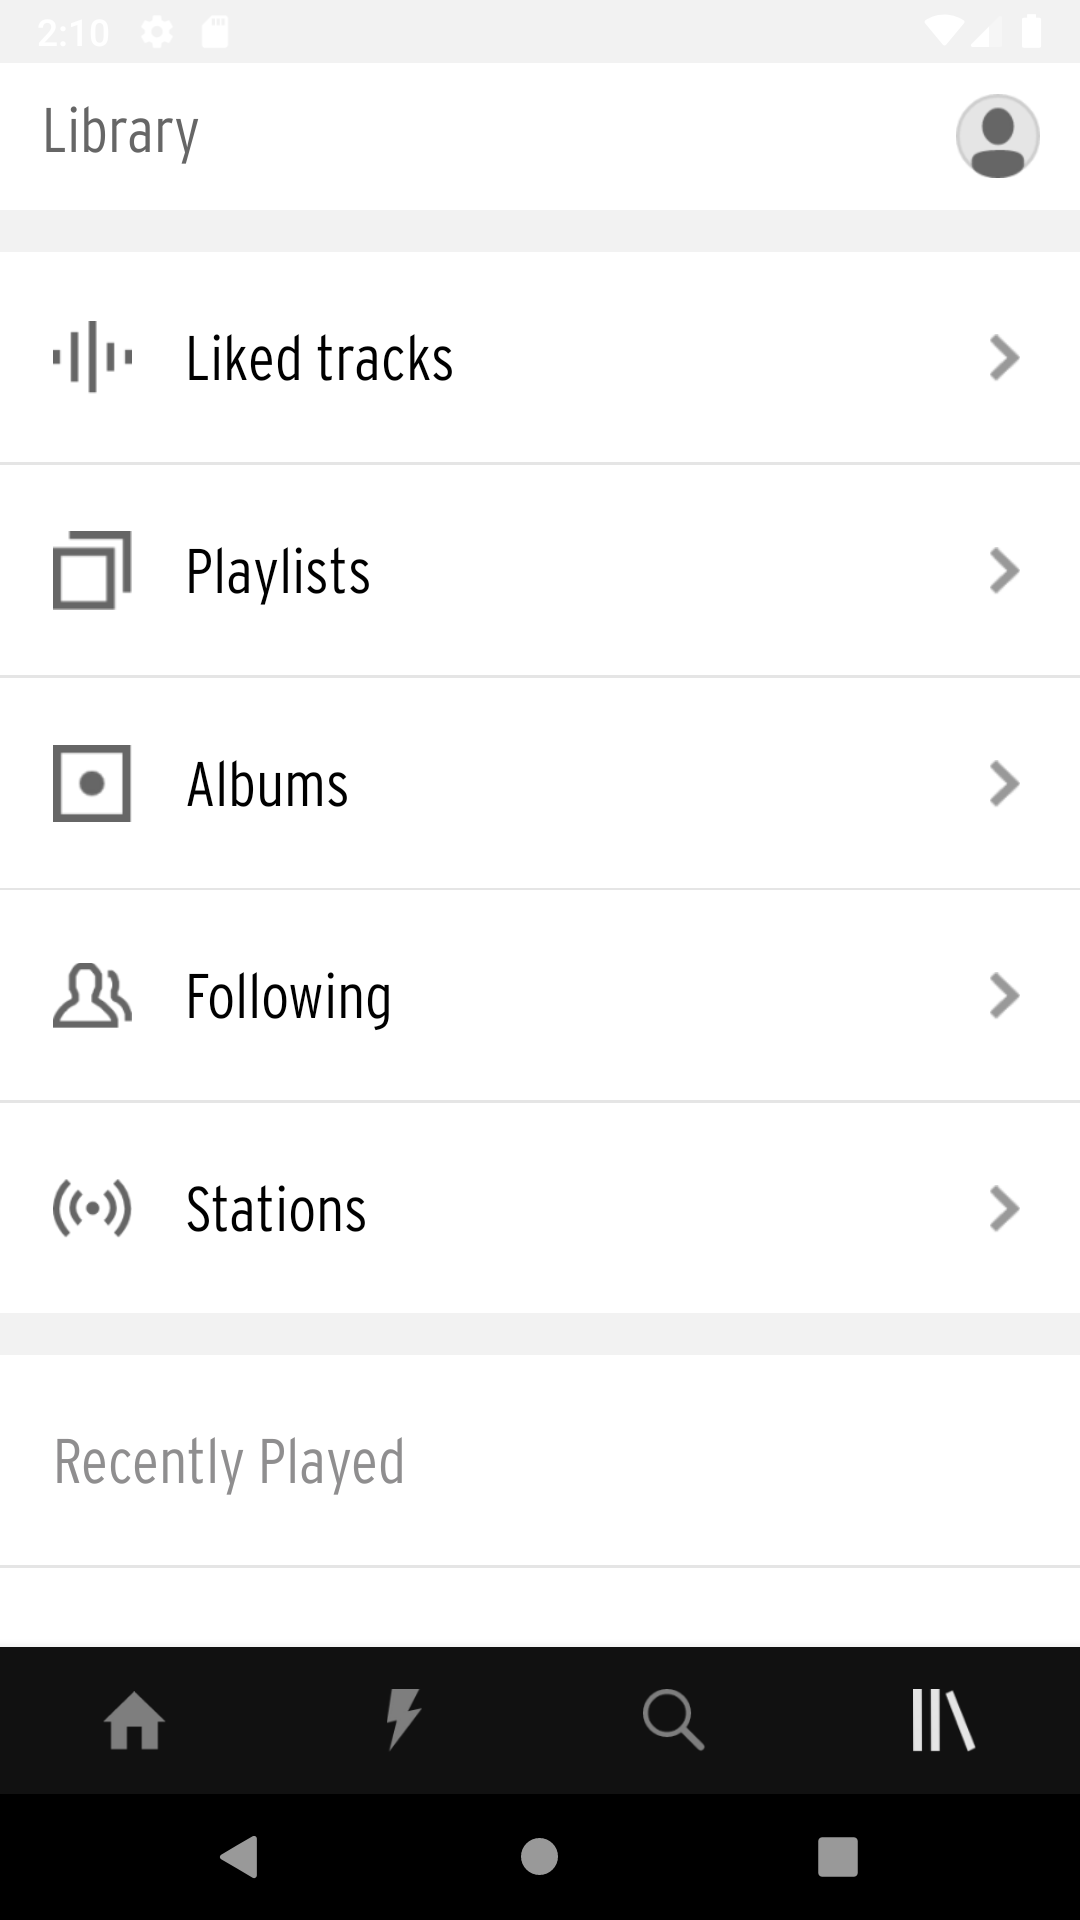 2:10
Library
Liked tracks
Playlists
Albums
Following
Stations
Recently Played